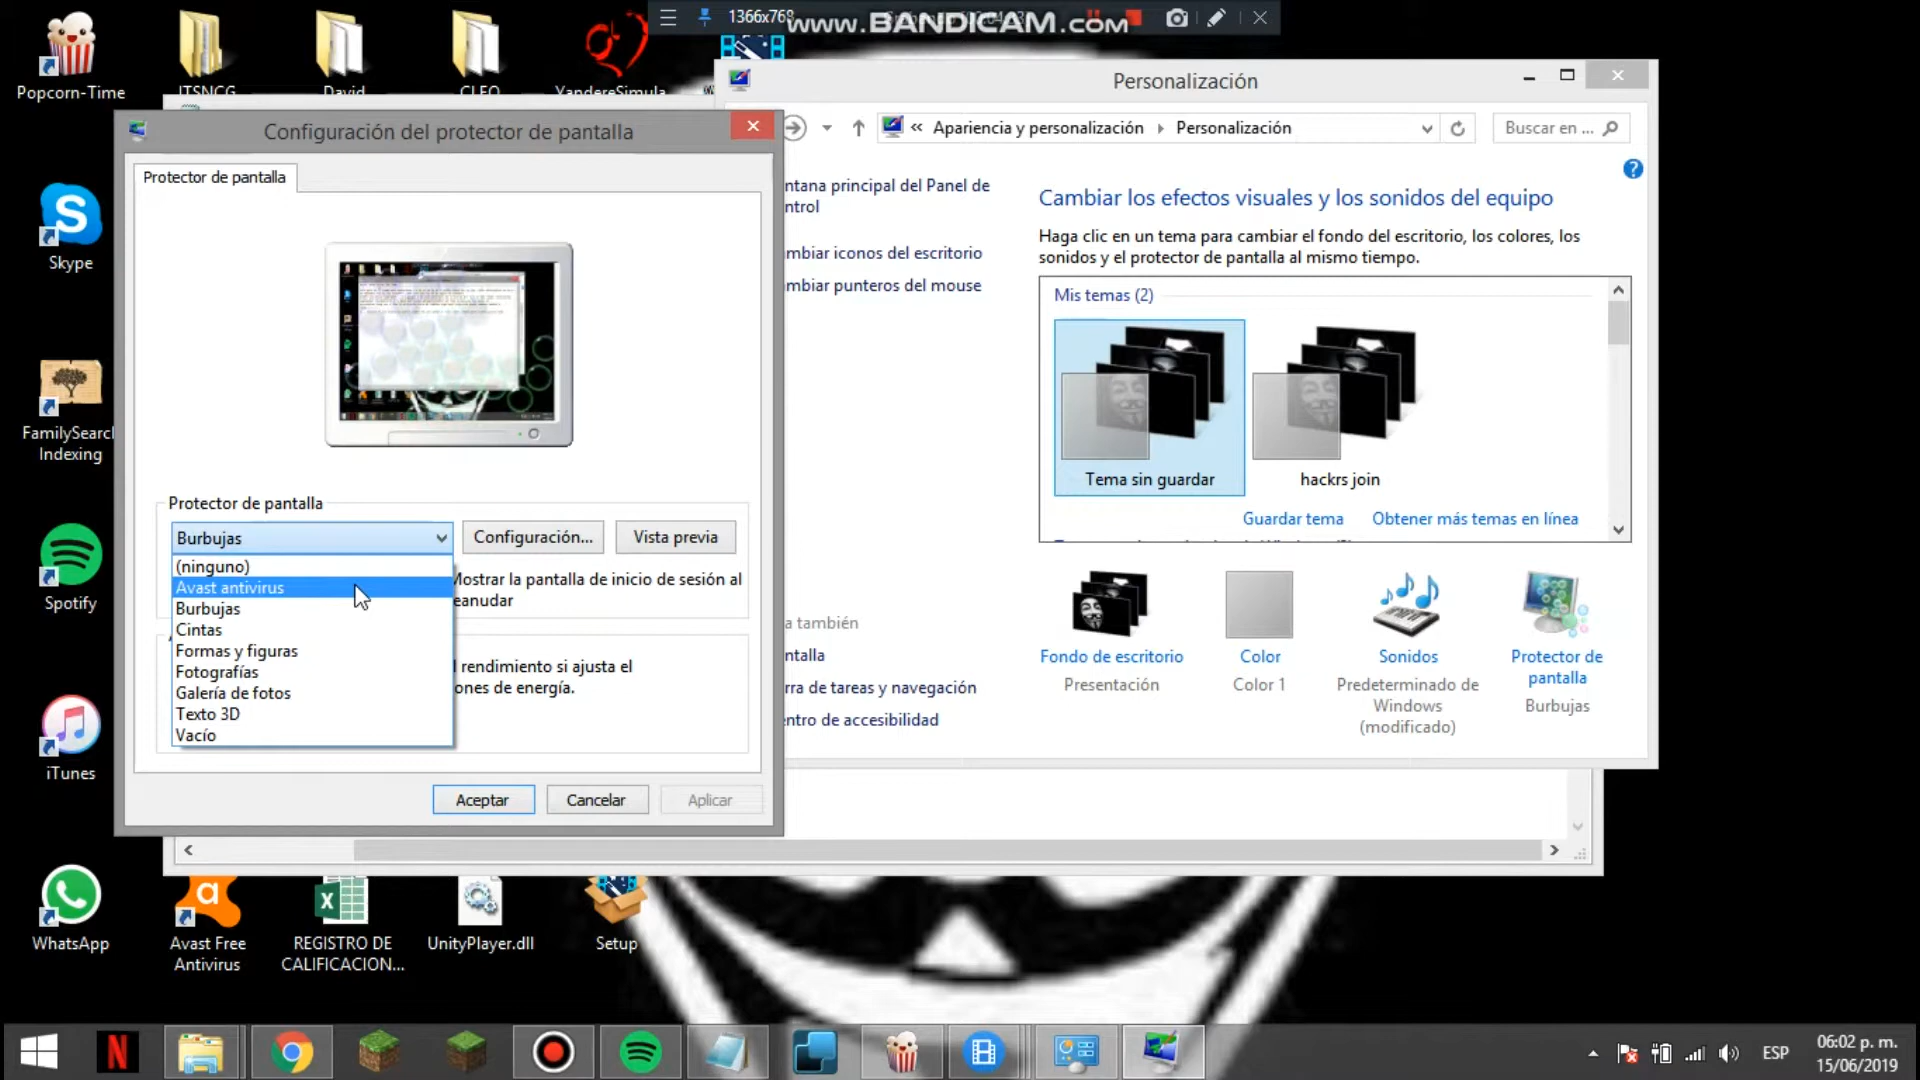 1366x768
www.BANDICAM.com
Popcorn-Time
ITSNCG
David
CLEO
YandereSimula
Personalización
Configuración del protector de pantalla
Apariencia y personalización
Personalización
Buscar en ...
Protector de pantalla
ntana principal del Panel de
ntrol
Cambiar los efectos visuales y los sonidos del equipo
Haga clic en un tema para cambiar el fondo del escritorio, los colores, los
sonidos y el protector de pantalla al mismo tiempo.
mbiar iconos del escritorio
mbiar punteros del mouse
Mis temas (2)
Skype
FamilySearch
Indexing
Tema sin guardar
hackrs join
Guardar tema
Obtener más temas en línea
Protector de pantalla
Burbujas
Configuración...
Vista previa
(ninguno)
Avast antivirus
Burbujas
Cintas
Formas y figuras
Fotografías
Galería de fotos
Texto 3D
Vacío
Mostrar la pantalla de inicio de sesión al
eanudar
l rendimiento si ajusta el
ones de energía.
Spotify
a también
ntalla
rra de tareas y navegación
entro de accesibilidad
Fondo de escritorio
Presentación
Color
Color 1
Sonidos
Predeterminado de
Windows
(modificado)
Protector de
pantalla
Burbujas
iTunes
Aceptar
Cancelar
Aplicar
WhatsApp
Avast Free
Antivirus
REGISTRO DE
CALIFICACION...
UnityPlayer.dll
Setup
ESP
06:02 p. m.
15/06/2019